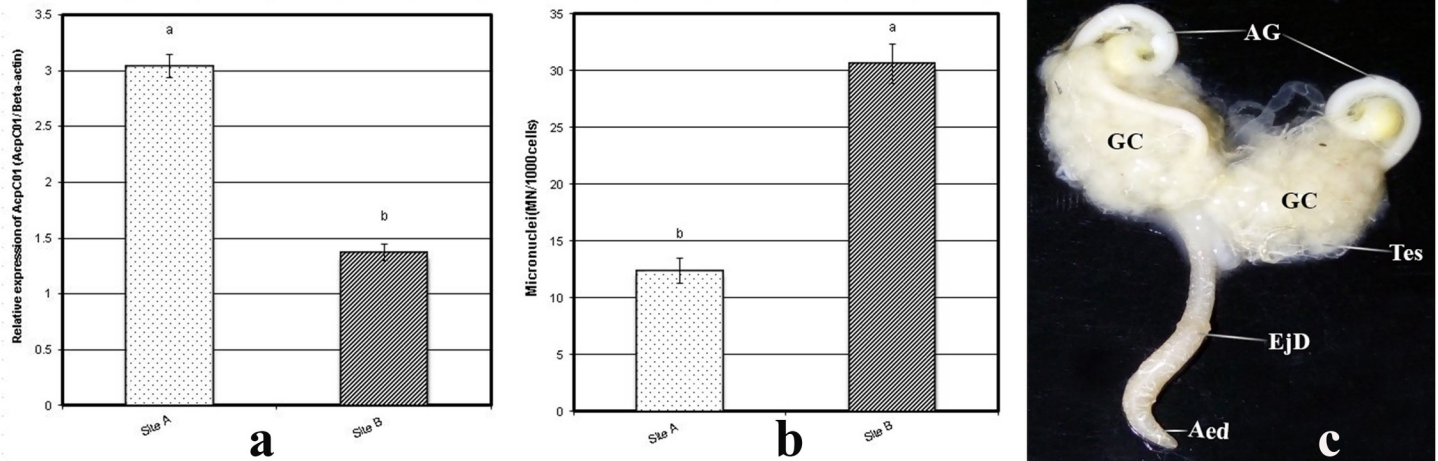 Relative expression of AcpC01 (AcpC01/ Beta-actin)
3.5
3
2.5
2
1.5
1
0.5
0
a
b
Site A
Site B
a
Micronuclei(MN/1000cells)
35
30
25
20
15
10
5
0
b
a
Site A
Site B
b
AG
GC
GC
Tes
EjD
Aed
c